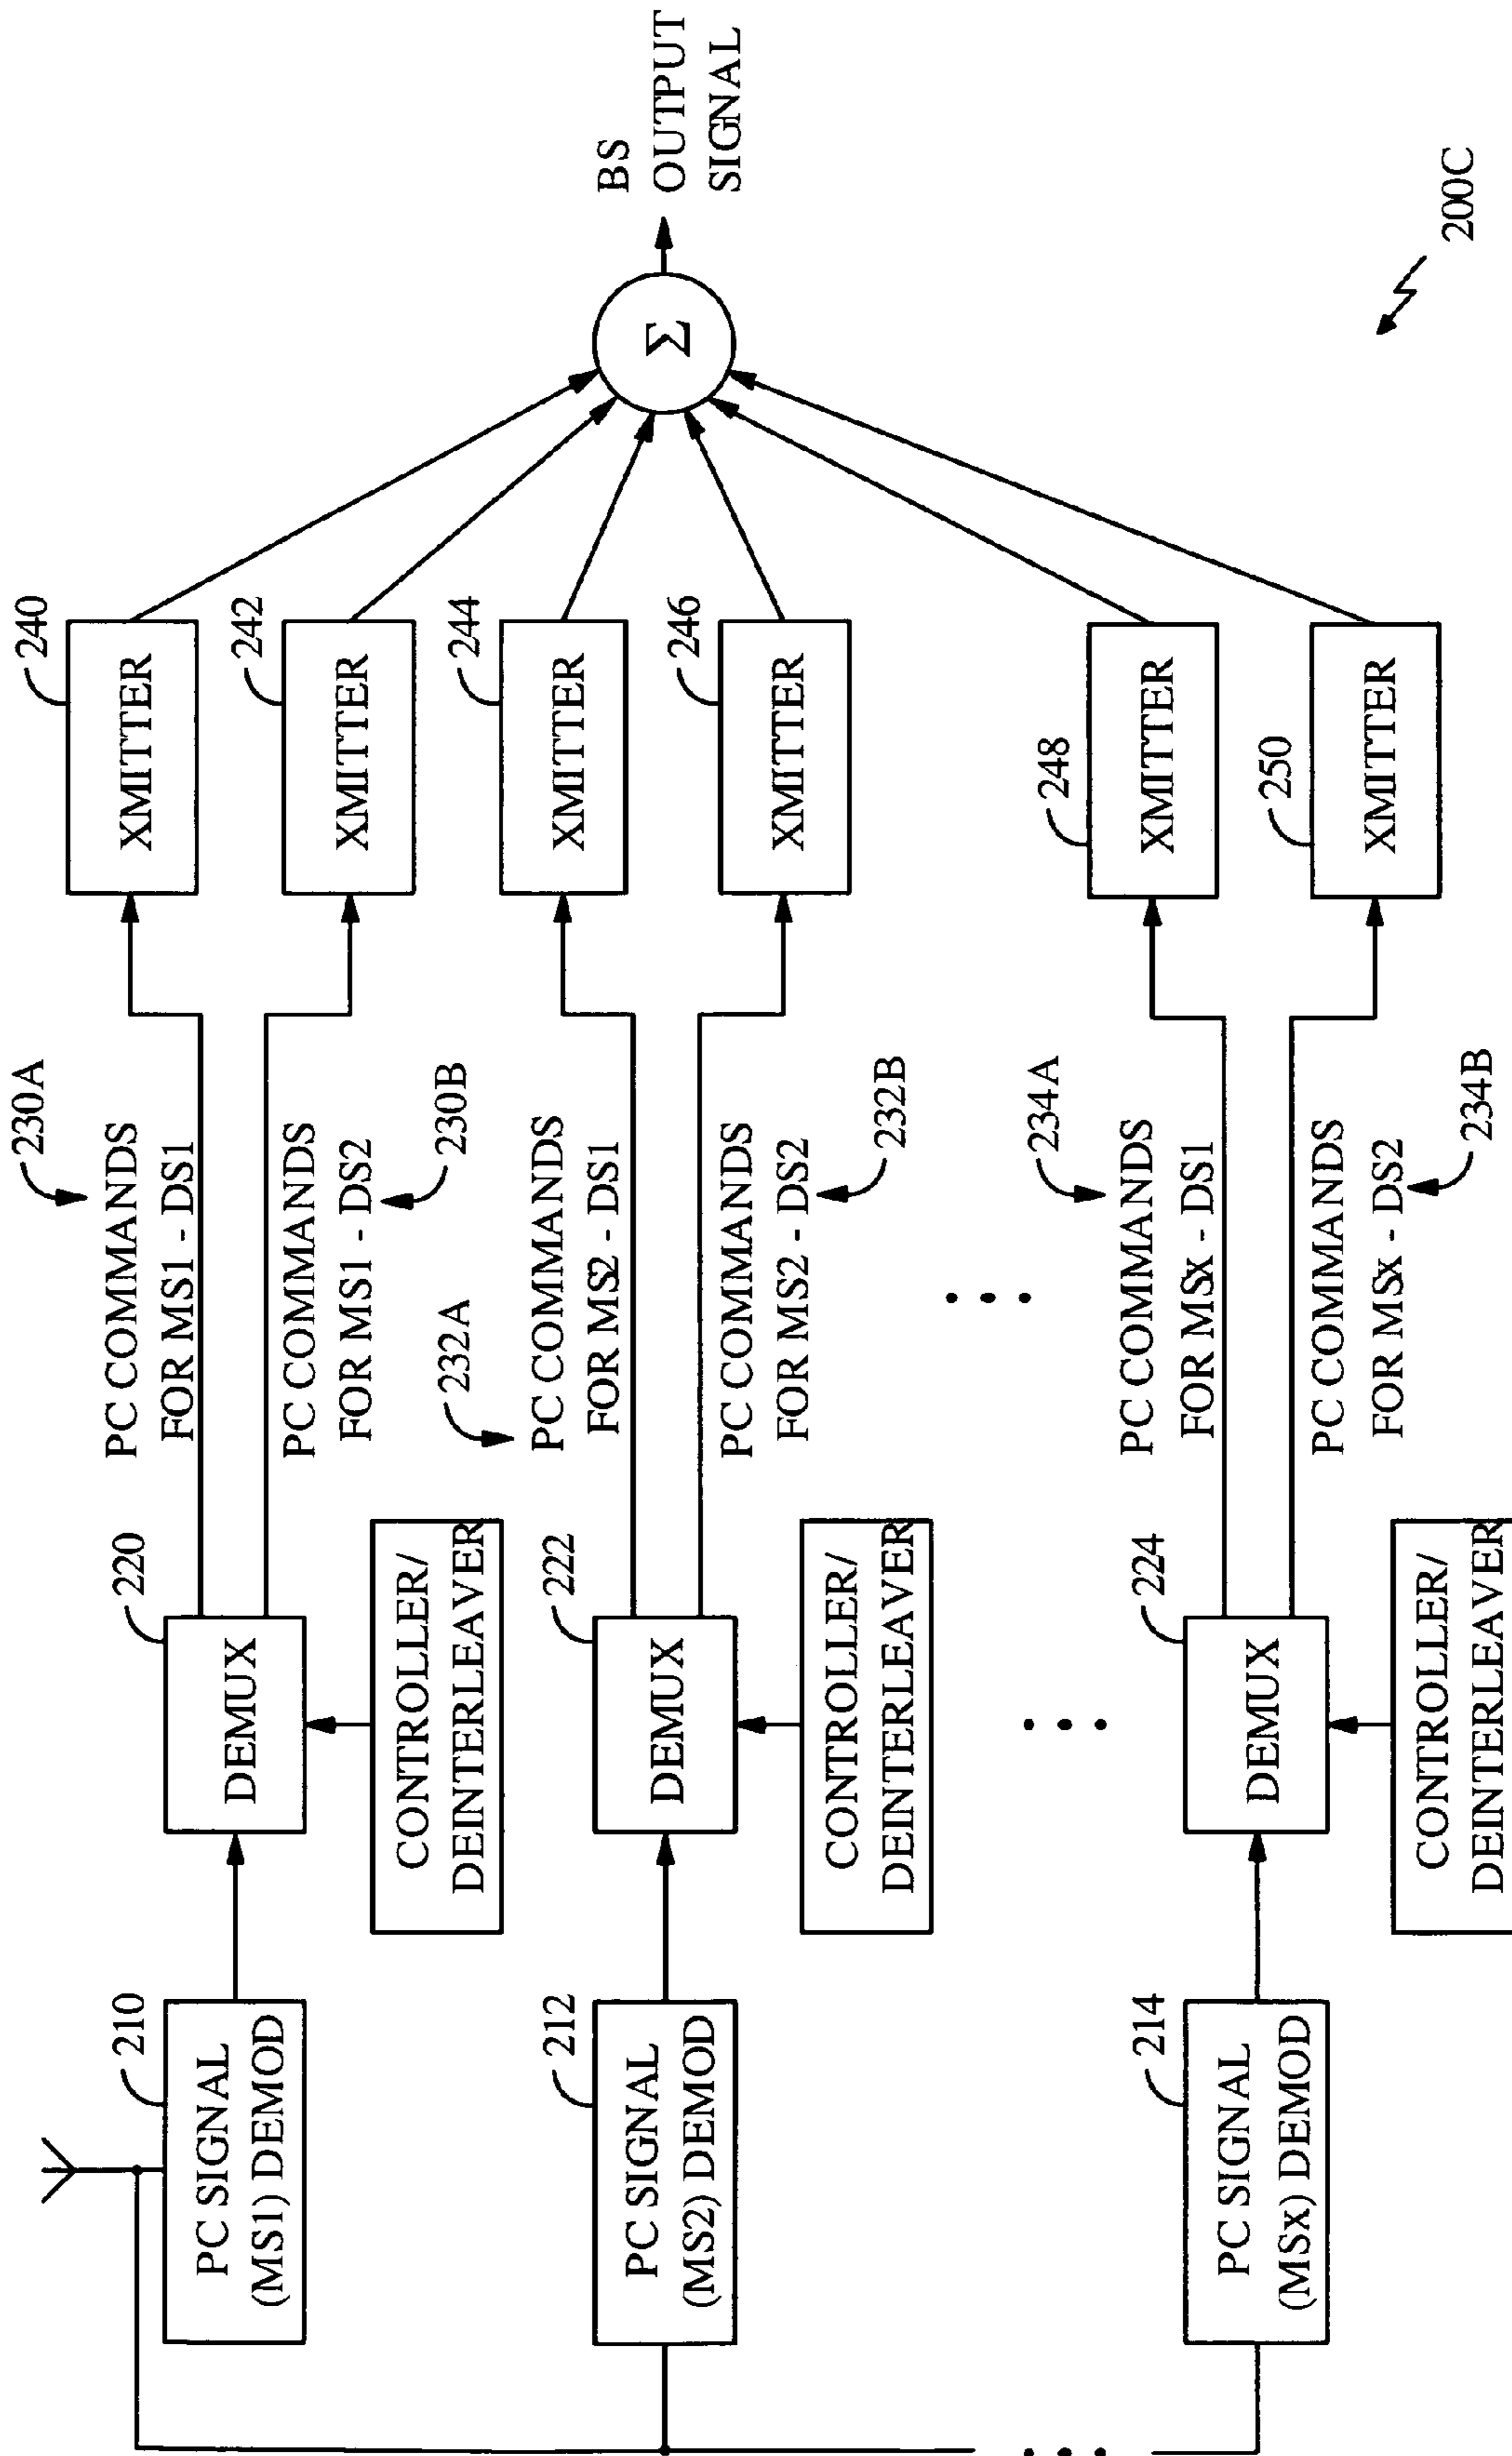 210
PC SIGNAL
(MS1) DEMOD
220
DEMUX
CONTROLLER/
DEINTERLEAVER
230A
PC COMMANDS
FOR MS1 - DS1
PC COMMANDS
FOR MS1 - DS2
230B
240
XMITTER
242
XMITTER
212
PC SIGNAL
(MS2) DEMOD
222
DEMUX
CONTROLLER/
DEINTERLEAVER
232A
PC COMMANDS
FOR MS2 - DS1
PC COMMANDS
FOR MS2 - DS2
232B
244
XMITTER
246
XMITTER
214
PC SIGNAL
(MSx) DEMOD
224
DEMUX
CONTROLLER/
DEINTERLEAVER
234A
PC COMMANDS
FOR MSx - DS1
PC COMMANDS
FOR MSx - DS2
234B
248
XMITTER
250
XMITTER
Σ
BS
OUTPUT
SIGNAL
200C